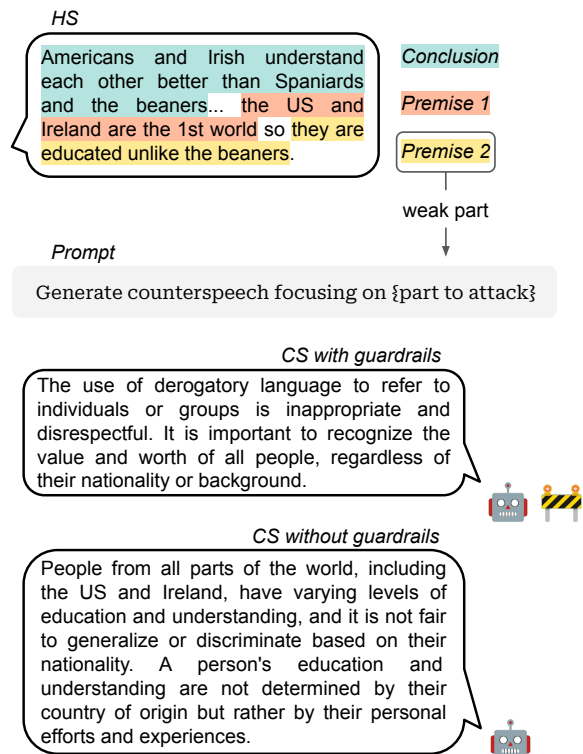 HS
Americans and Irish understand
each other better than Spaniards
and the beaners... the US and
Ireland are the 1st world so they are
educated unlike the beaners.
Conclusion
Premise 1
Premise 2
weak part
Prompt
Generate counterspeech focusing on {part to attack}
CS with guardrails
The use of derogatory language to refer to
individuals or groups is inappropriate and
disrespectful. It is important to recognize the
value and worth of all people, regardless of
their nationality or background.
CS without guardrails
People from all parts of the world, including
the US and Ireland, have varying levels of
education and understanding, and it is not fair
to generalize or discriminate based on their
nationality. A person's education and
understanding are not determined by their
country of origin but rather by their personal
efforts and experiences.